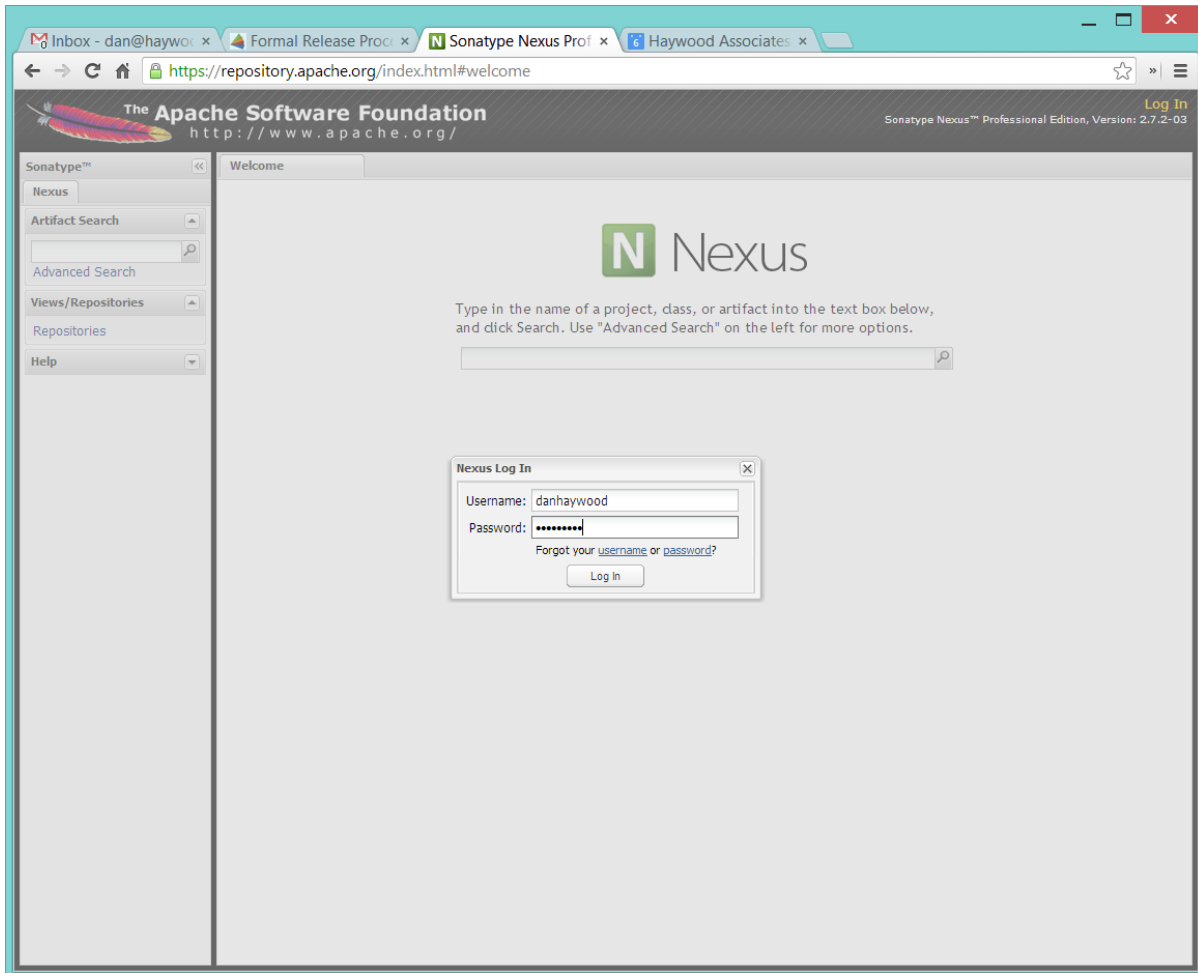 Inbox - dan@haywoo
Formal Release Proce
Sonatype Nexus Prof
6 Haywood Associates
https://repository.apache.org/index.html#welcome
The Apache Software Foundation
http://www.apache.org/
Log In
Sonatype Nexus™ Professional Edition, Version: 2.7.2-03
Sonatype™
Welcome
Nexus
Artifact Search
Advanced Search
Views/Repositories
Repositories
Help
N Nexus
Type in the name of a project, class, or artifact into the text box below,
and click Search. Use "Advanced Search" on the left for more options.
Nexus Log In
Username: danhaywood
Password: •••••••••
Forgot your username or password?
Log In